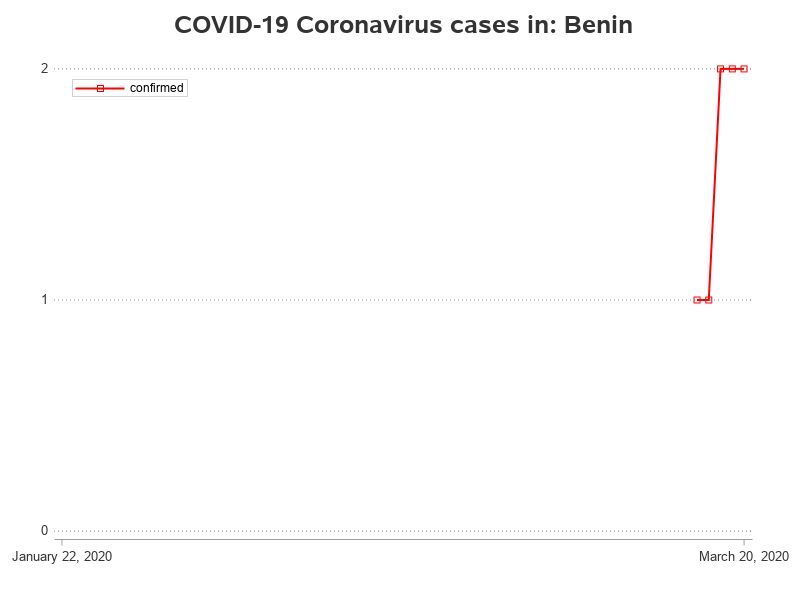 COVID-19 Coronavirus cases in: Benin
2
confirmed
1
0
January 22, 2020
March 20, 2020